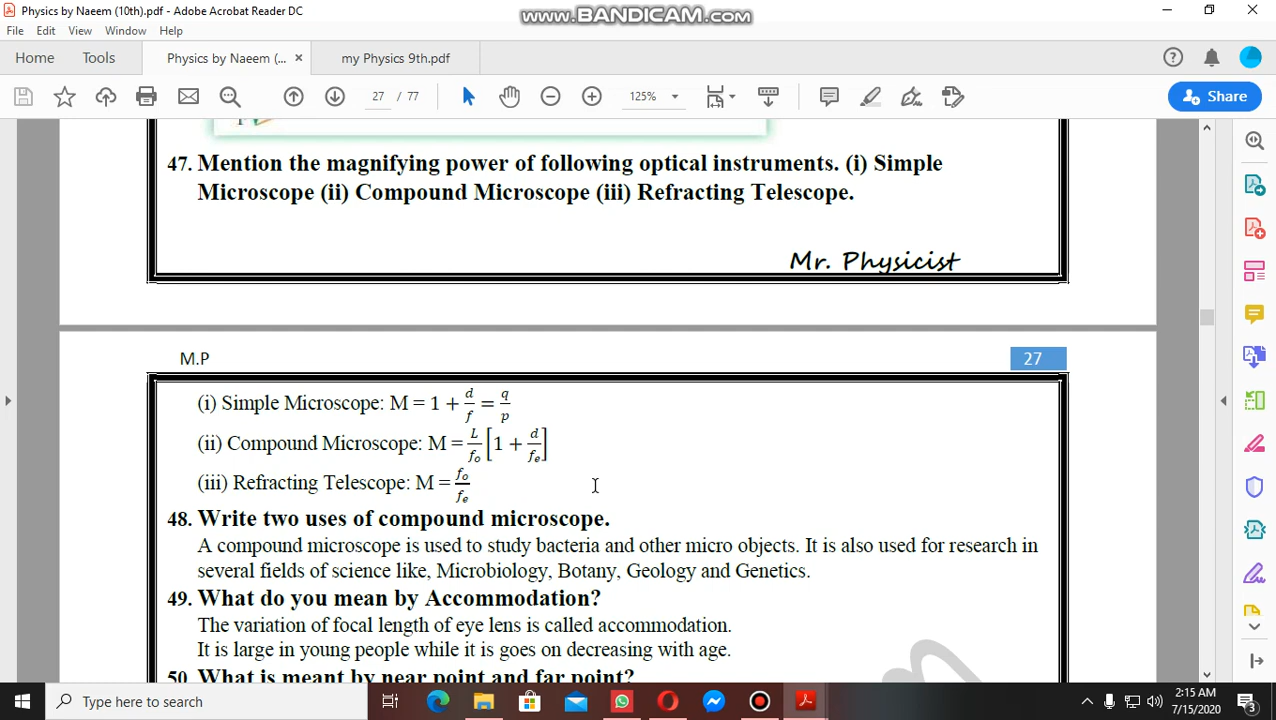 Physics by Naeem (10th).pdf - Adobe Acrobat Reader DC
www.BANDICAM.com
File Edit View Window Help
Home Tools Physics by Naeem (... × my Physics 9th.pdf
27 / 77 125% Share
47. Mention the magnifying power of following optical instruments. (i) Simple
Microscope (ii) Compound Microscope (iii) Refracting Telescope.
Mr. Physicist
M.P 27
(i) Simple Microscope: M = 1 + d/f = q/p
(ii) Compound Microscope: M = L/fo [1 + d/fe]
(iii) Refracting Telescope: M = fo/fe
48. Write two uses of compound microscope.
A compound microscope is used to study bacteria and other micro objects. It is also used for research in
several fields of science like, Microbiology, Botany, Geology and Genetics.
49. What do you mean by Accommodation?
The variation of focal length of eye lens is called accommodation.
It is large in young people while it is goes on decreasing with age.
50. What is meant by near point and far point?
Type here to search
2:15 AM
7/15/2020
3